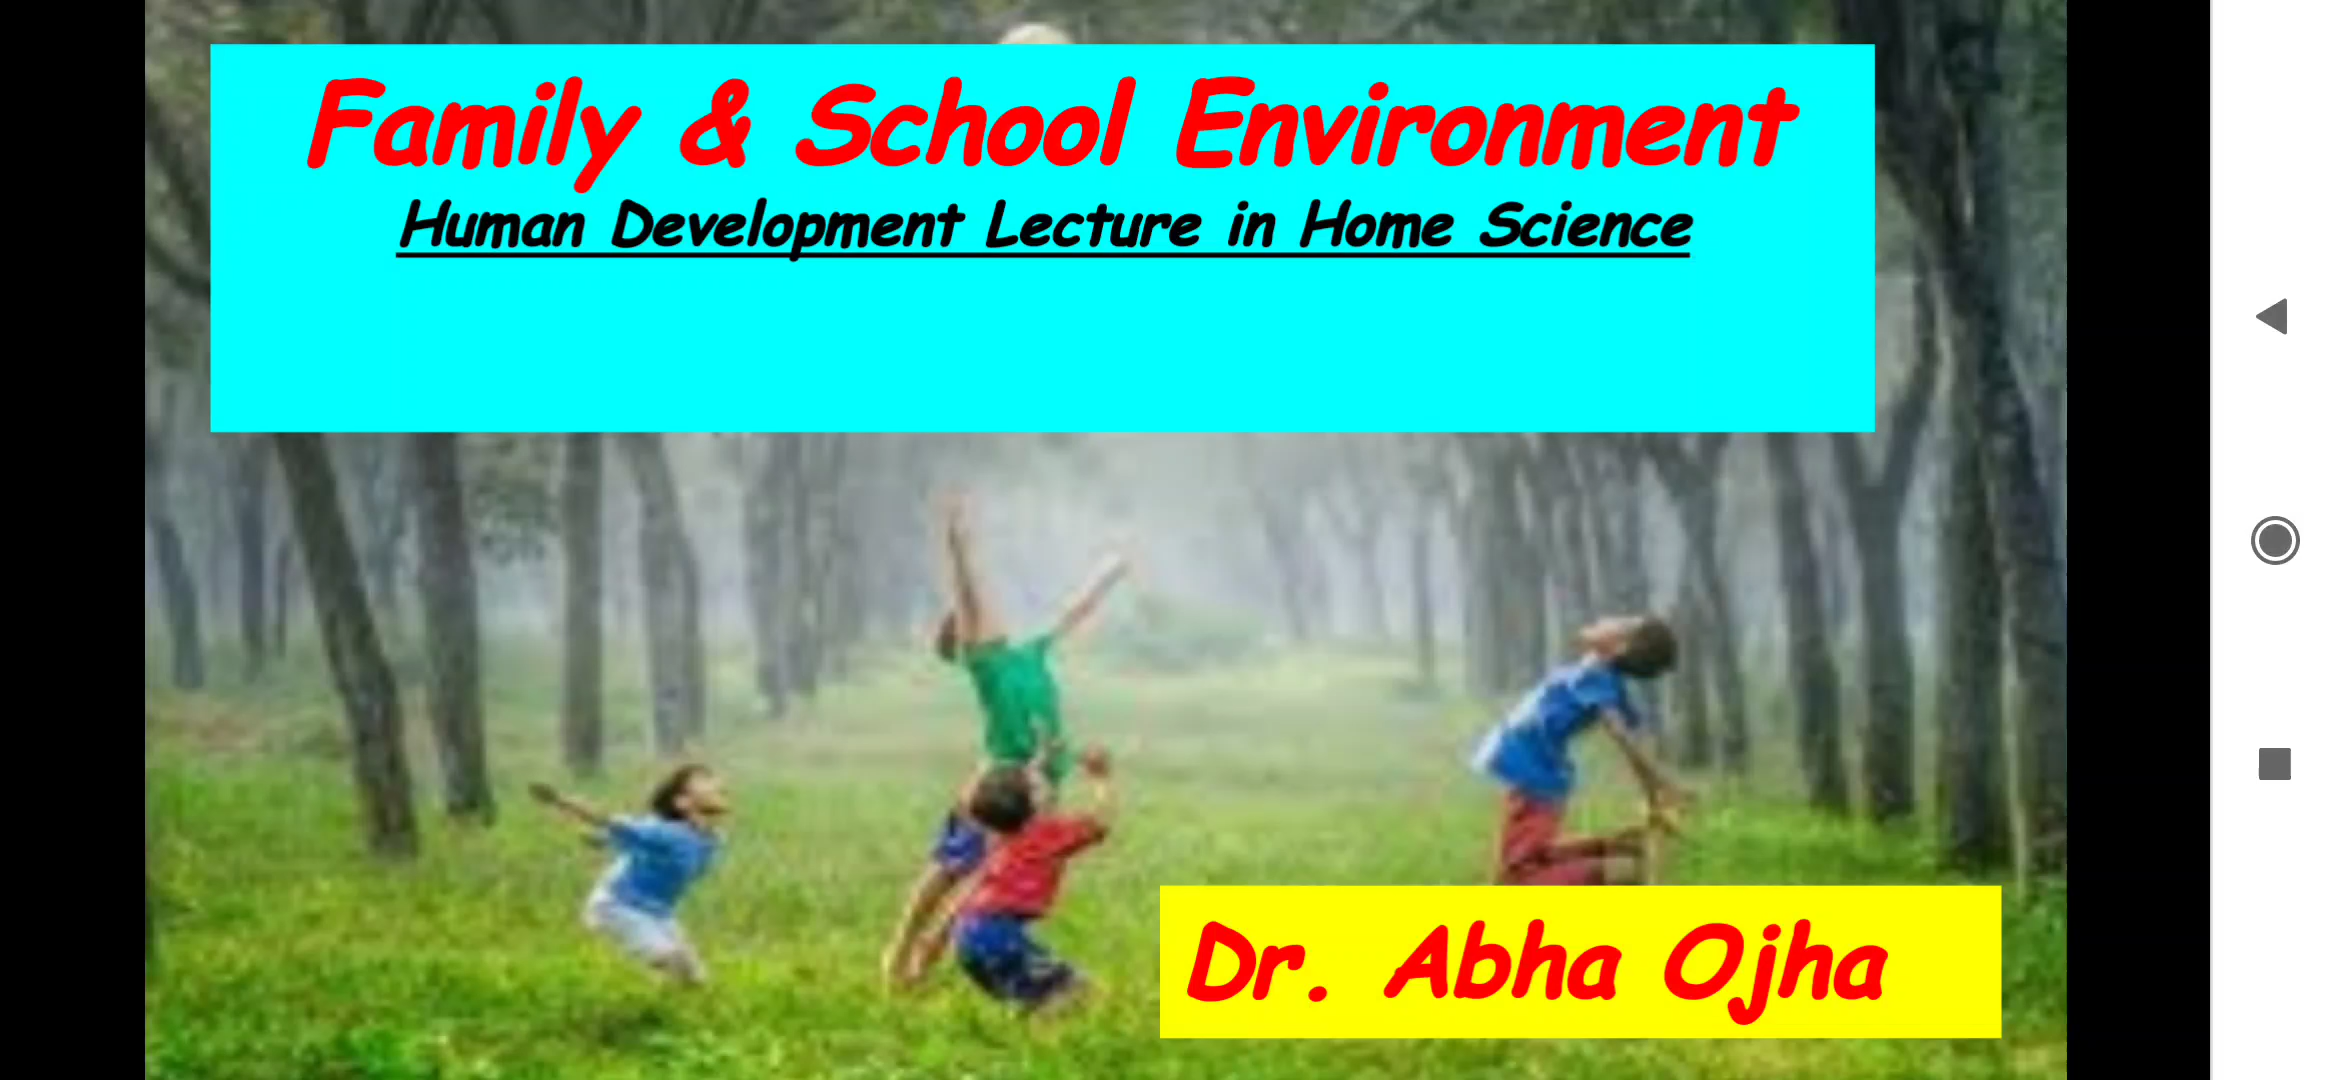 Family & School Environment
Human Development Lecture in Home Science
Dr. Abha Ojha